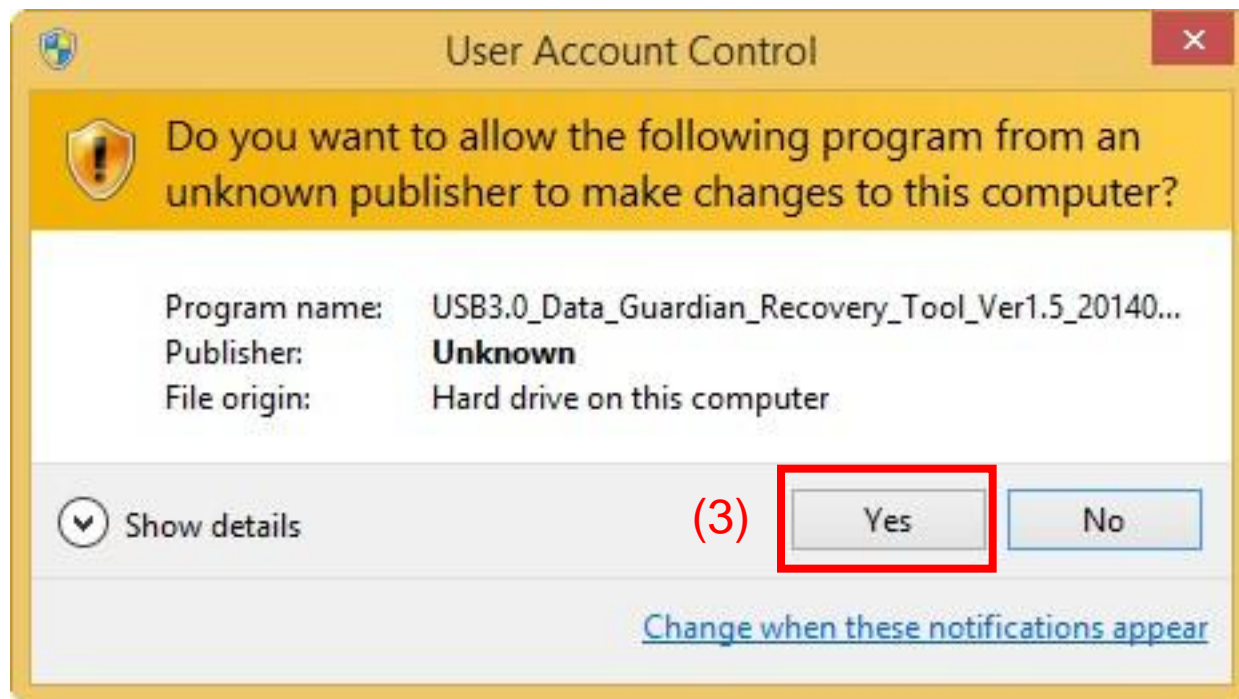 User Account Control
Do you want to allow the following program from an
unknown publisher to make changes to this computer?
Program name: USB3.0_Data_Guardian_Recovery_Tool_Ver1.5_20140...
Publisher: Unknown
File origin: Hard drive on this computer
Show details (3) Yes No
Change when these notifications appear